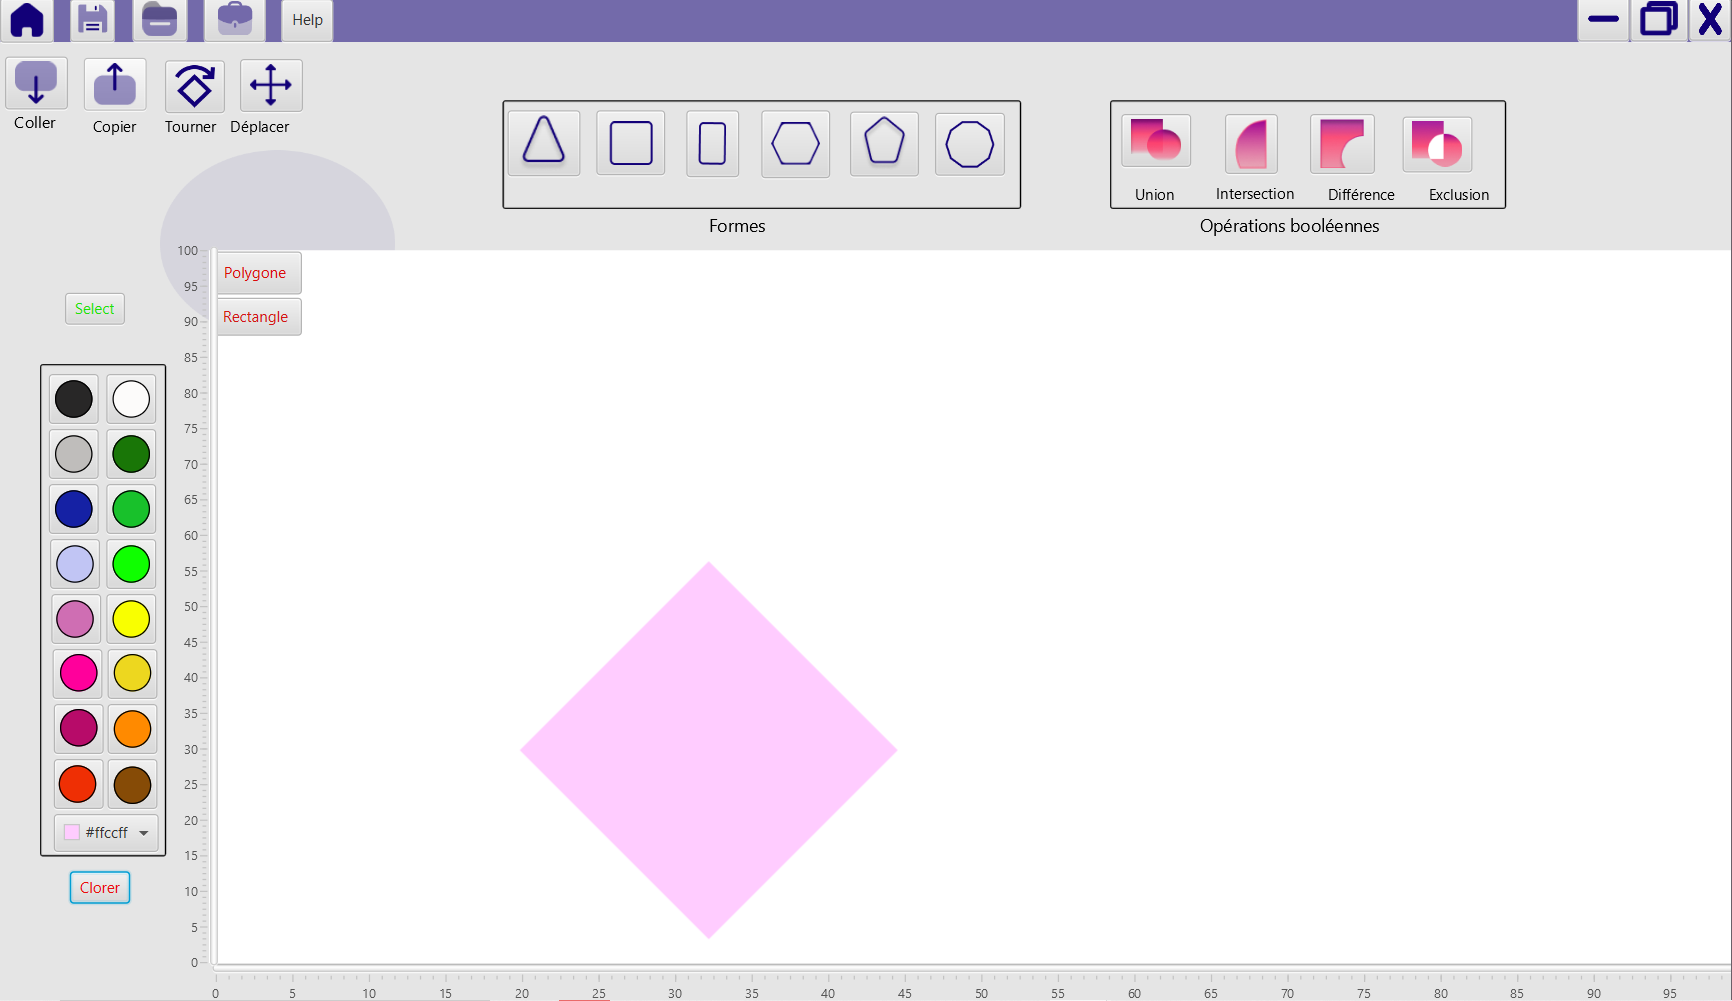 Help
Coller
Copier
Tourner
Déplacer
Formes
Union
Intersection
Différence
Exclusion
Opérations booléennes
Polygone
Rectangle
Select
#ffccff
Clorer
100
95
90
85
80
75
70
65
60
55
50
45
40
35
30
25
20
15
10
5
0
0 5 10 15 20 25 30 35 40 45 50 55 60 65 70 75 80 85 90 95